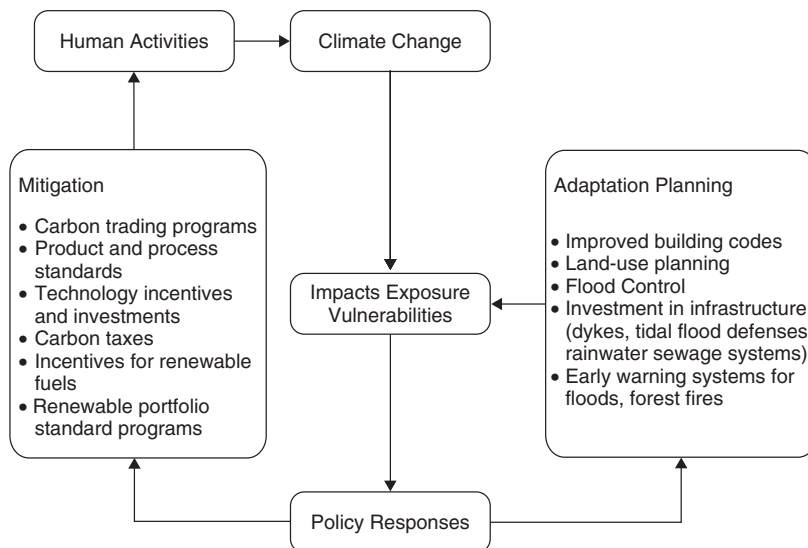 Human Activities
Climate Change
Mitigation
• Carbon trading programs
• Product and process
standards
• Technology incentives
and investments
• Carbon taxes
• Incentives for renewable
fuels
• Renewable portfolio
standard programs
Impacts Exposure
Vulnerabilities
Adaptation Planning
• Improved building codes
• Land-use planning
• Flood Control
• Investment in infrastructure
(dykes, tidal flood defenses
rainwater sewage systems)
• Early warning systems for
floods, forest fires
Policy Responses